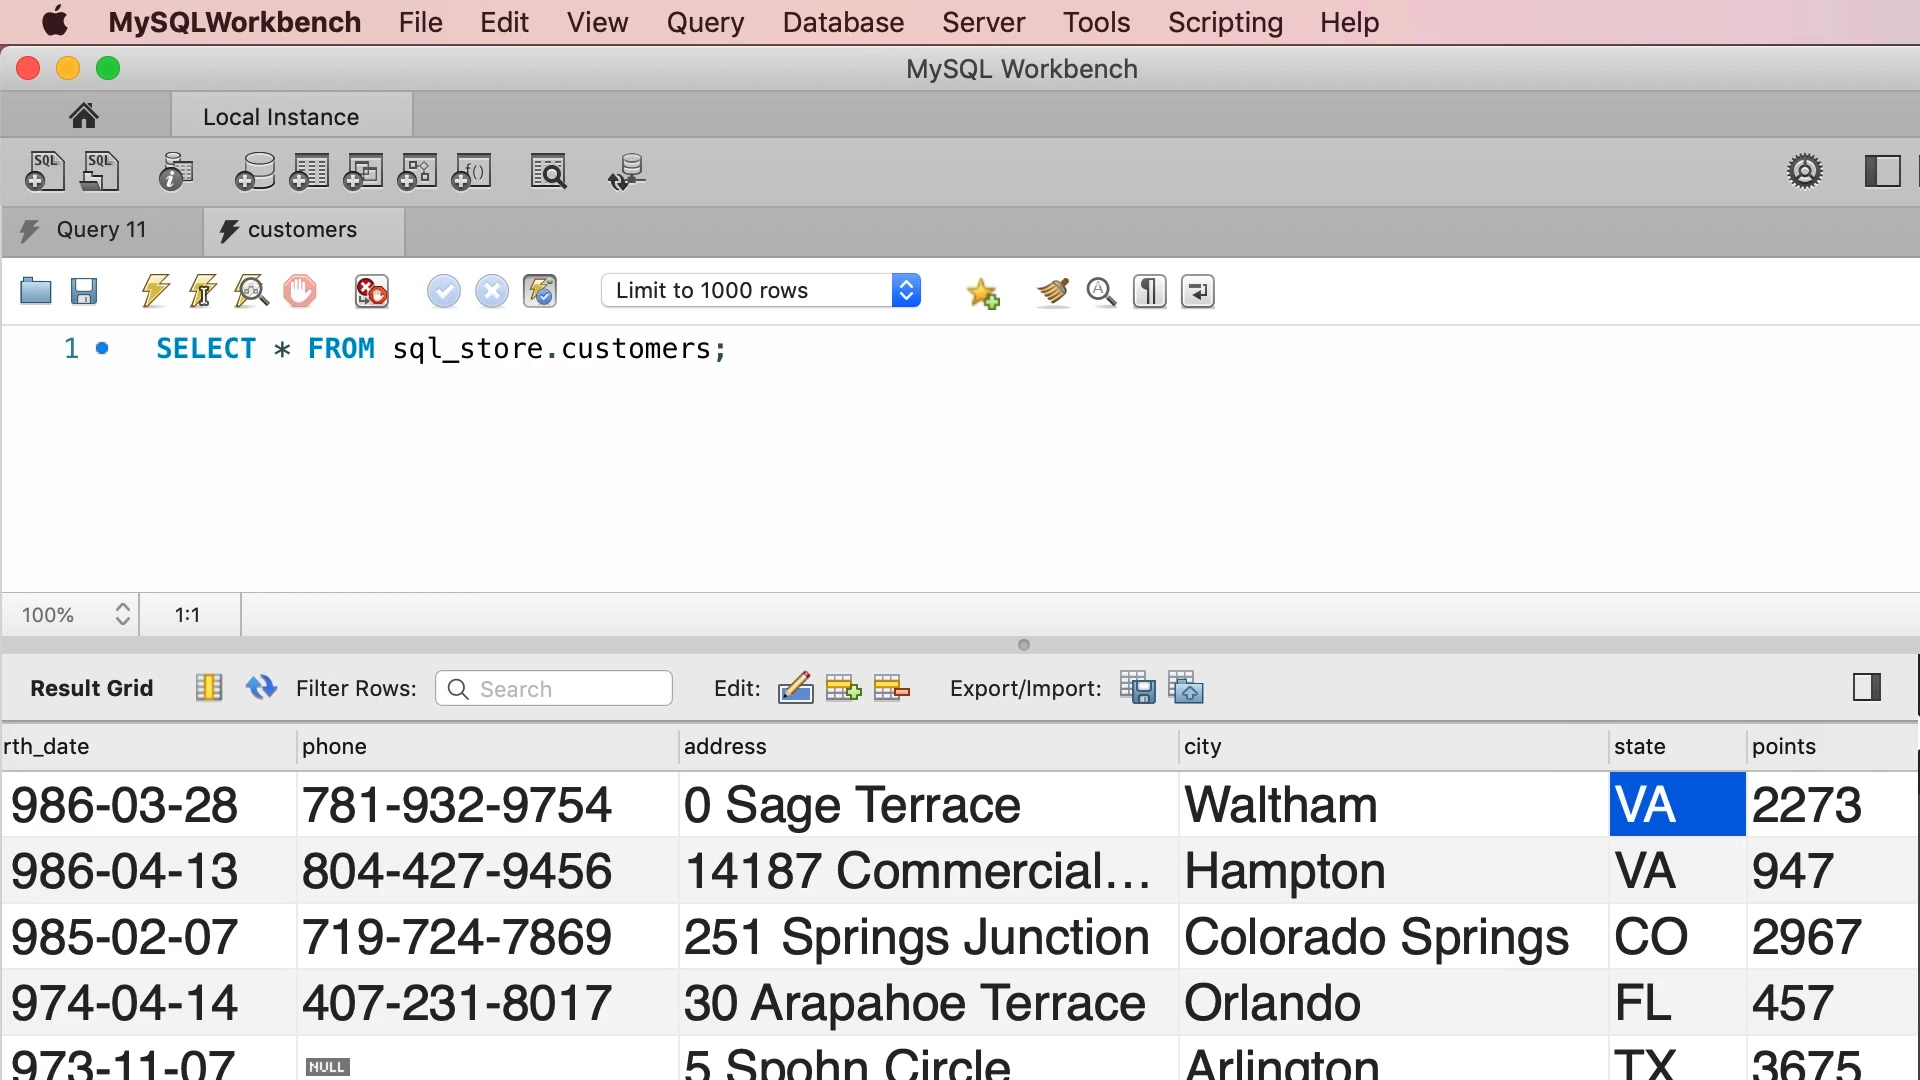 MySQLWorkbench File Edit View Query Database Server Tools Scripting Help
MySQL Workbench
Local Instance
SQL SQL f()
Query 11 customers
Limit to 1000 rows
1 SELECT * FROM sql_store.customers;
100% 1:1
Result Grid Filter Rows: Search Edit: Export/Import:
rth_date phone address city state points
986-03-28 781-932-9754 0 Sage Terrace Waltham VA 2273
986-04-13 804-427-9456 14187 Commercial... Hampton VA 947
985-02-07 719-724-7869 251 Springs Junction Colorado Springs CO 2967
974-04-14 407-231-8017 30 Arapahoe Terrace Orlando FL 457
973-11-07 NULL 5 Spohn Circle Arlington TX 3675